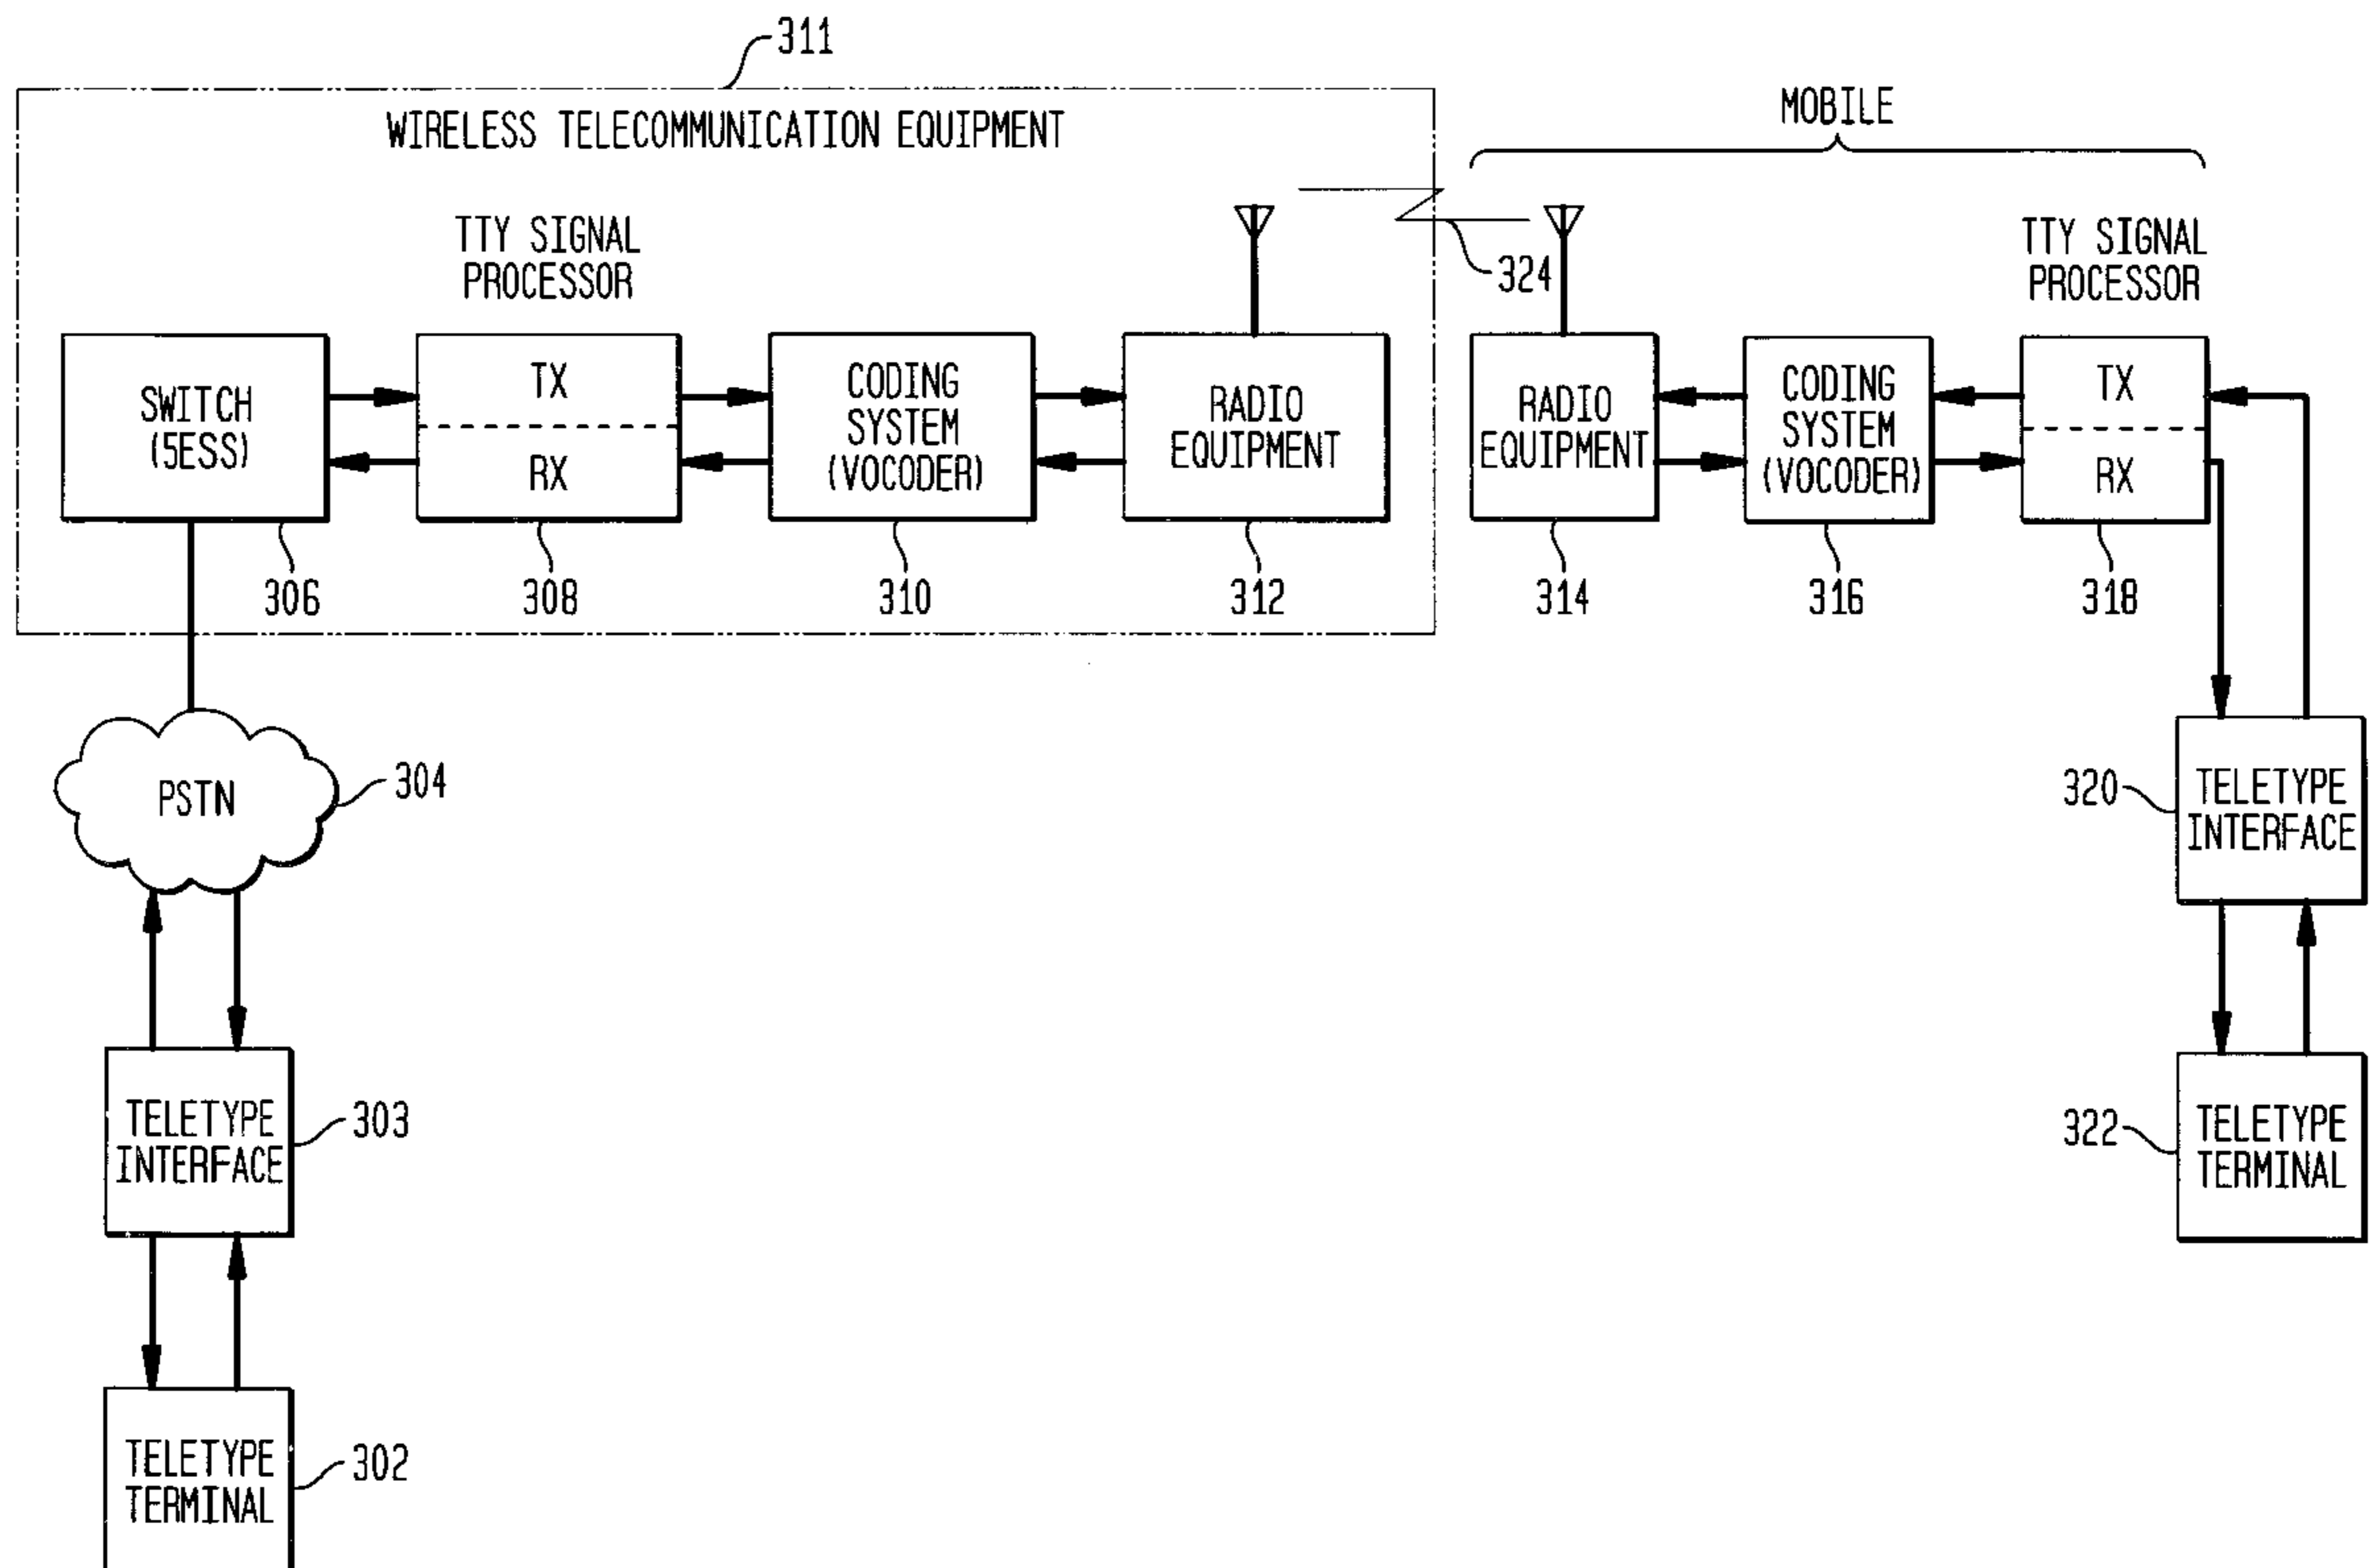 311
WIRELESS TELECOMMUNICATION EQUIPMENT
MOBILE
TTY SIGNAL
PROCESSOR
324
TTY SIGNAL
PROCESSOR
SWITCH
(5ESS)
TX
RX
CODING
SYSTEM
(VOCODER)
RADIO
EQUIPMENT
RADIO
EQUIPMENT
CODING
SYSTEM
(VOCODER)
TX
RX
306
308
310
312
314
316
318
PSTN
304
320
TELETYPE
INTERFACE
TELETYPE
INTERFACE
303
322
TELETYPE
TERMINAL
TELETYPE
TERMINAL
302